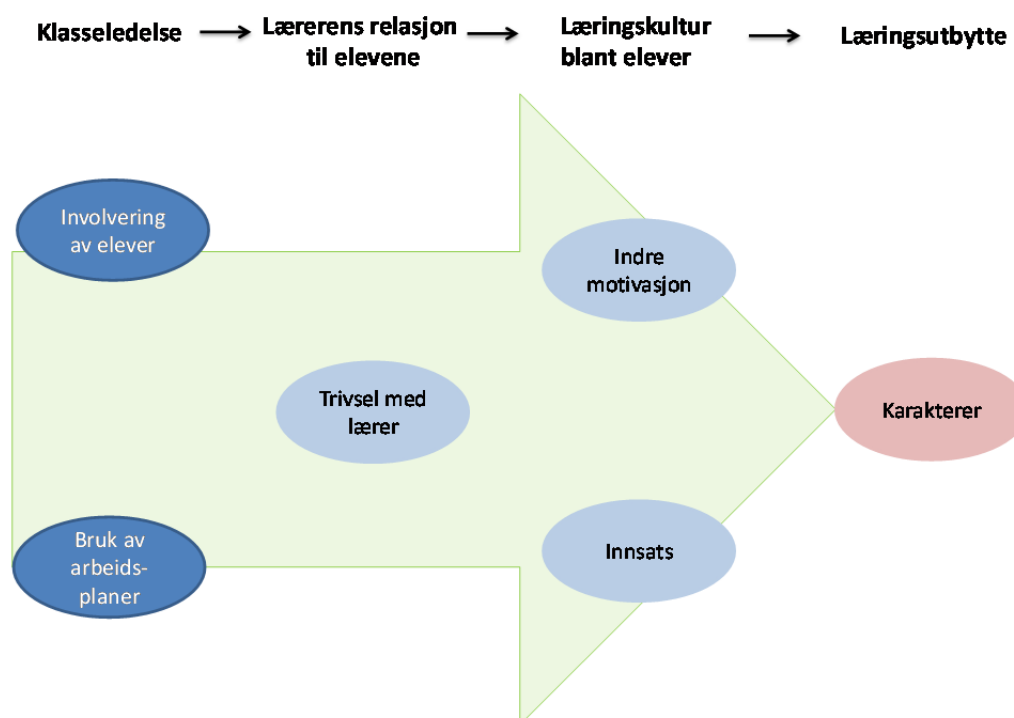 Klasseledelse
Lærerens relasjon
til elevene
Læringskultur
blant elever
Læringsutbytte
Involvering
av elever
Indre
motivasjon
Trivsel med
lærer
Karakterer
Bruk av
arbeids-
planer
Innsats